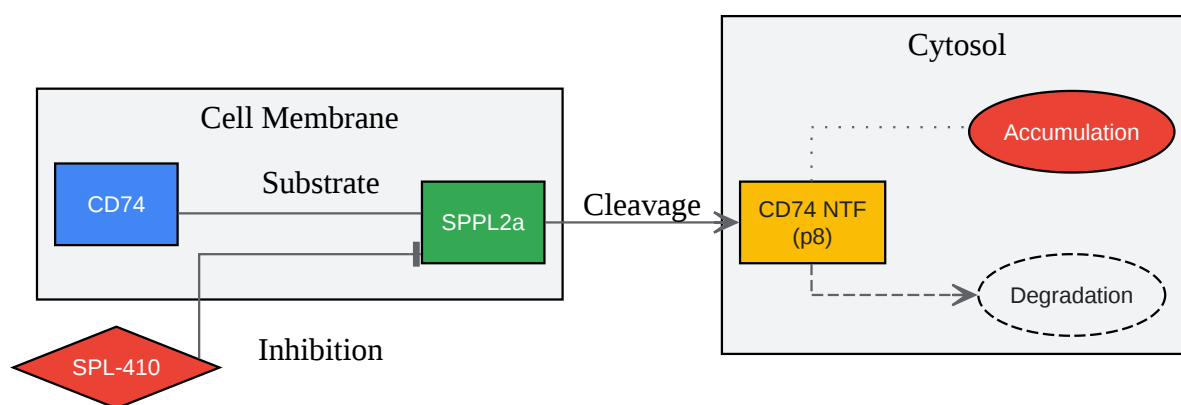 Cytosol
Cell Membrane
Accumulation
CD74
Substrate
SPPL2a
Cleavage
CD74 NTF
(p8)
Degradation
Inhibition
SPL-410